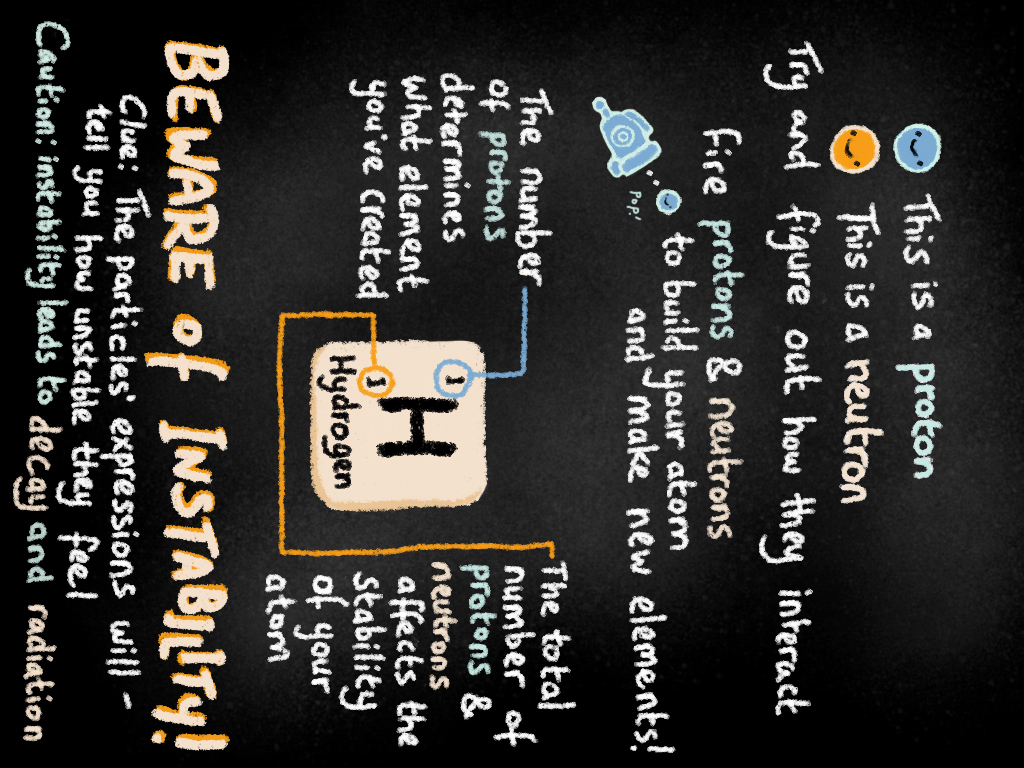 This is a proton
This is a neutron
Try and figure out how they interact
fire protons & neutrons
to build your atom
and make new elements!
Pop!
The number
of protons
determines
what element
you've created
1
H
1
Hydrogen
The total
number of
protons &
neutrons
affects the
stability
of your
atom
BEWARE of INSTABILITY!
Clue: The particles' expressions will -
tell you how unstable they feel
Caution: instability leads to decay and radiation